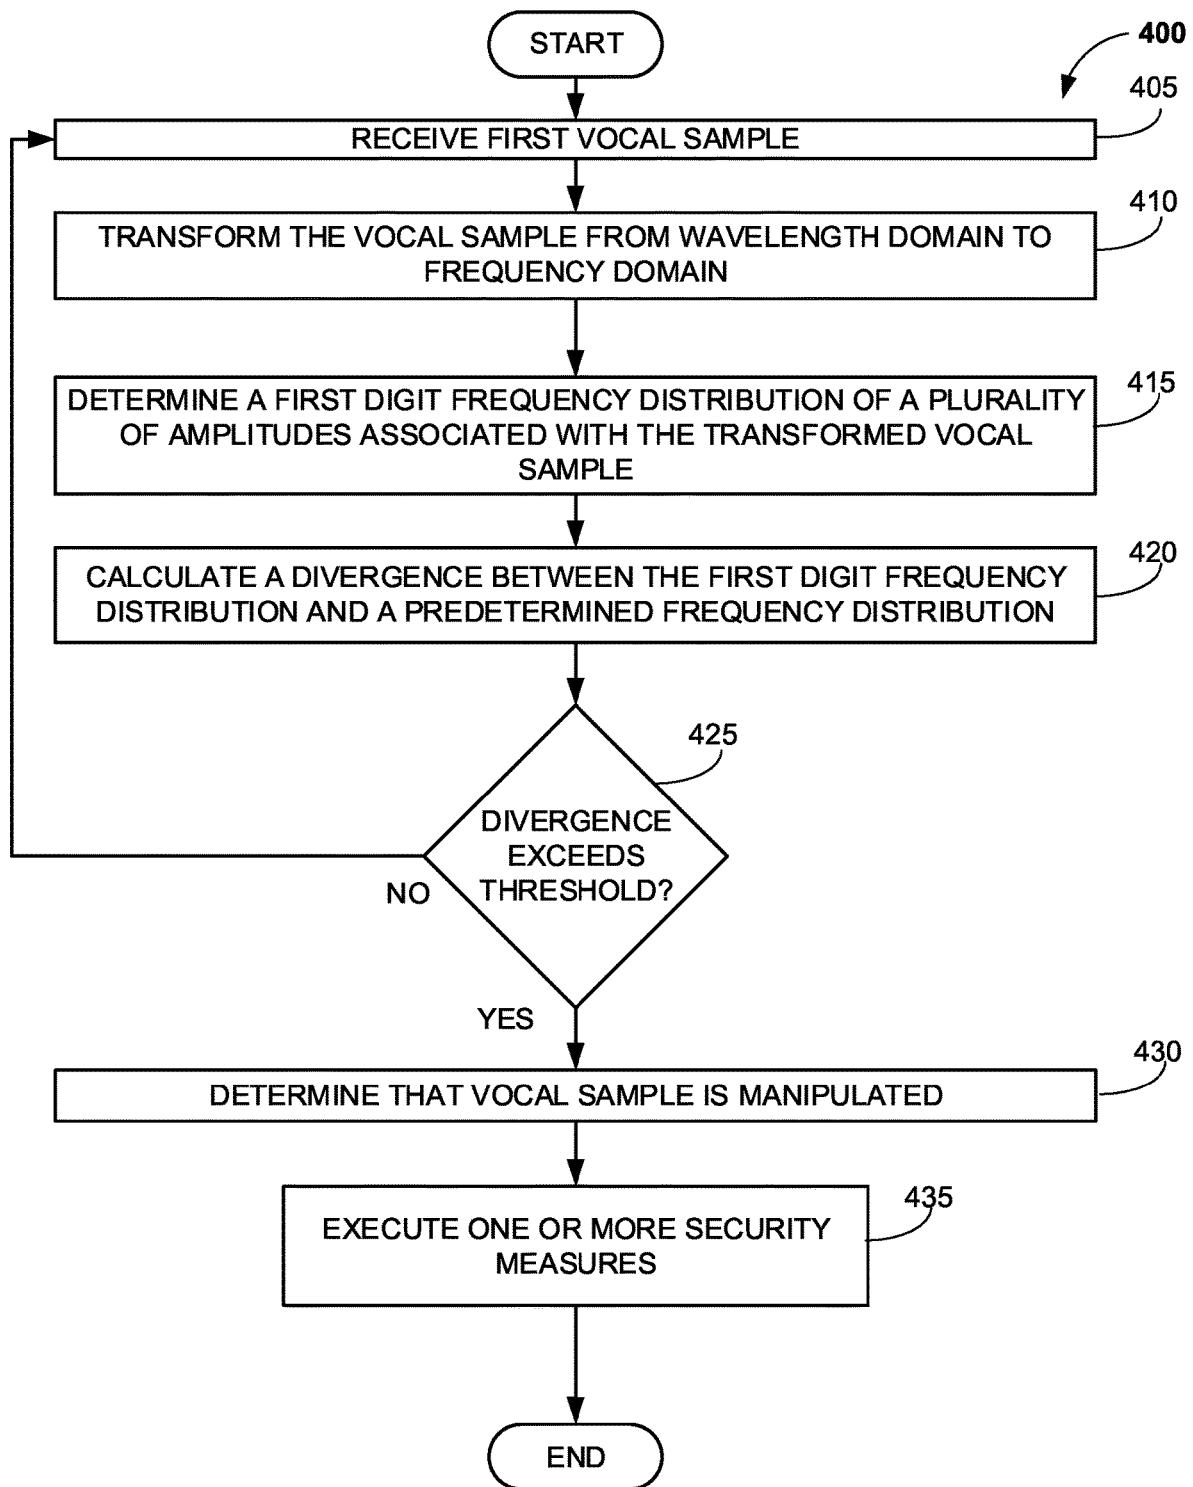 START
400
405
RECEIVE FIRST VOCAL SAMPLE
410
TRANSFORM THE VOCAL SAMPLE FROM WAVELENGTH DOMAIN TO
FREQUENCY DOMAIN
415
DETERMINE A FIRST DIGIT FREQUENCY DISTRIBUTION OF A PLURALITY
OF AMPLITUDES ASSOCIATED WITH THE TRANSFORMED VOCAL
SAMPLE
420
CALCULATE A DIVERGENCE BETWEEN THE FIRST DIGIT FREQUENCY
DISTRIBUTION AND A PREDETERMINED FREQUENCY DISTRIBUTION
425
DIVERGENCE
EXCEEDS
THRESHOLD?
NO
YES
430
DETERMINE THAT VOCAL SAMPLE IS MANIPULATED
435
EXECUTE ONE OR MORE SECURITY
MEASURES
END